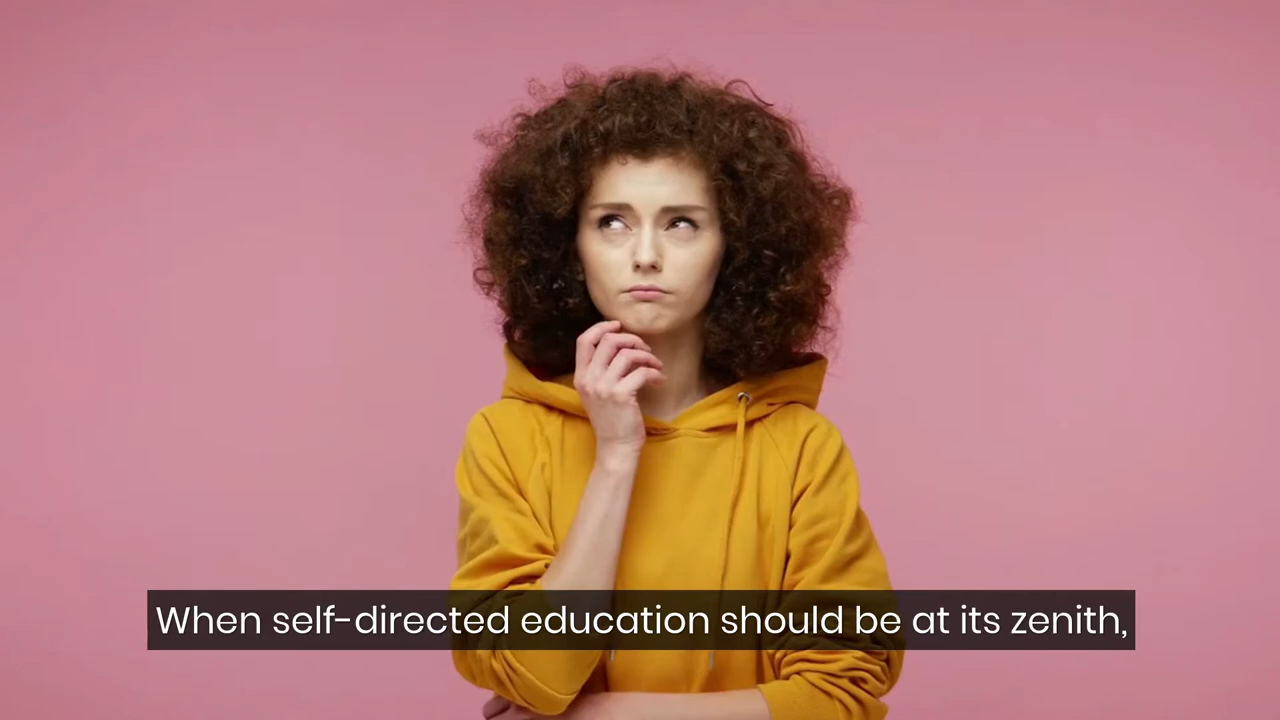 When self-directed education should be at its zenith,